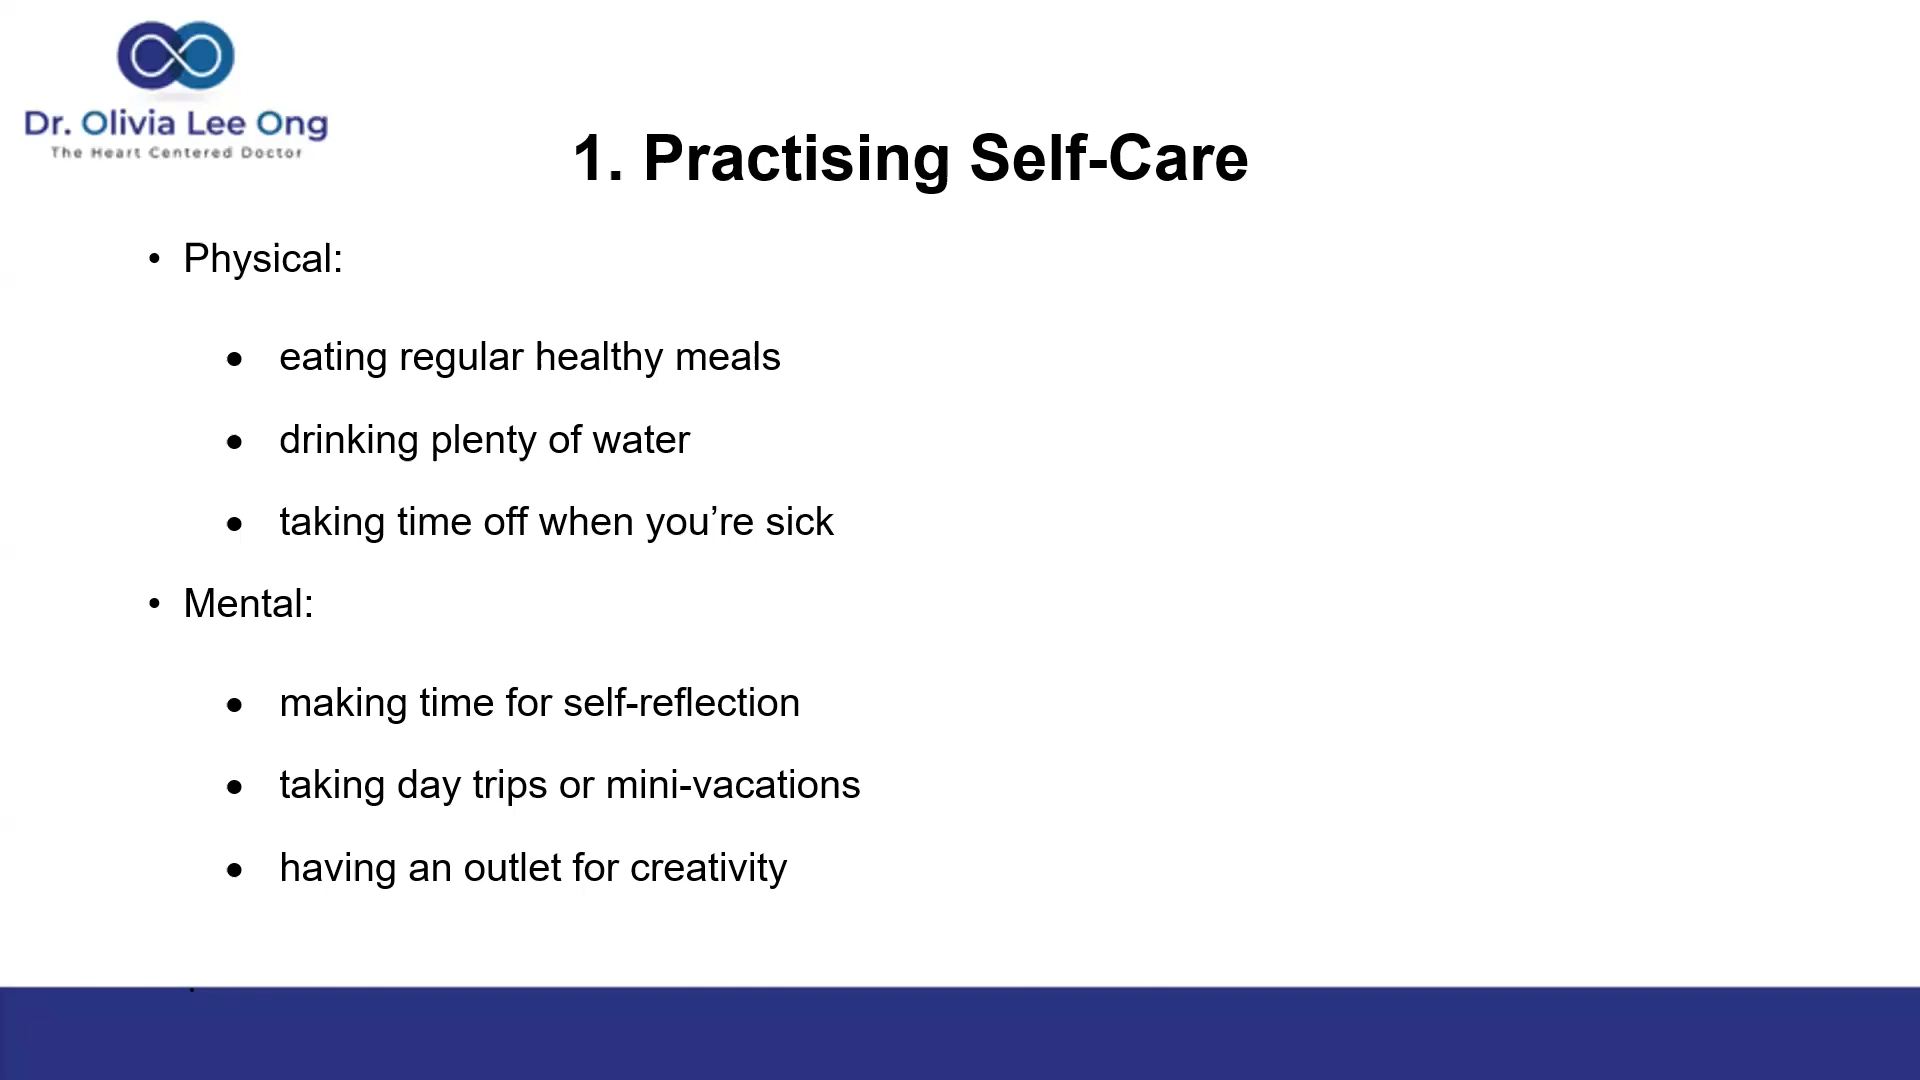 Dr. Olivia Lee Ong
The Heart Centered Doctor
1. Practising Self-Care
• Physical:
• eating regular healthy meals
• drinking plenty of water
• taking time off when you’re sick
• Mental:
• making time for self-reflection
• taking day trips or mini-vacations
• having an outlet for creativity